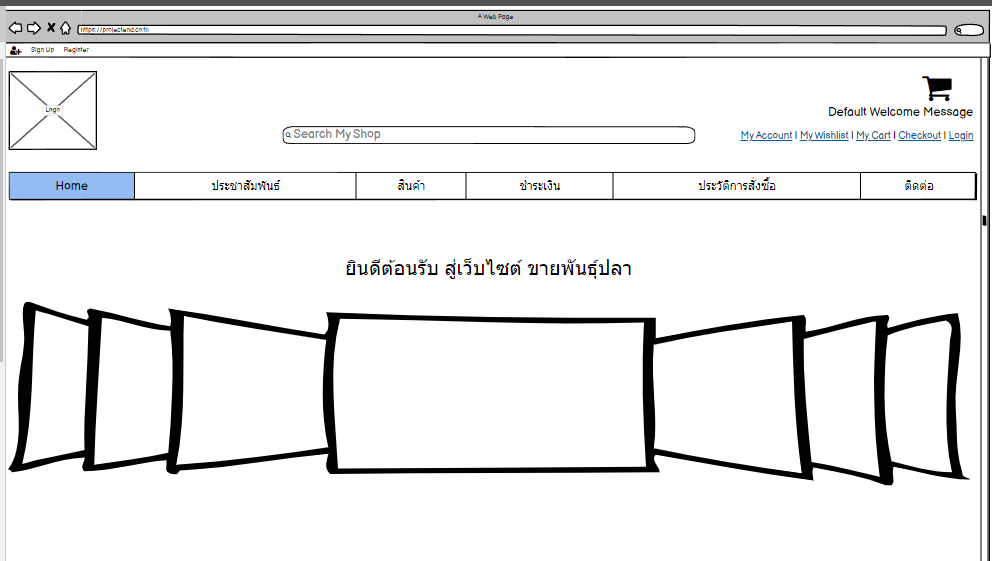 A Web Page
https://projectend.co.th
Sign Up Register
Logo
Default Welcome Message
Search My Shop
My Account | My Wishlist | My Cart | Checkout | Login
Home ประชาสัมพันธ์ สินค้า ชำระเงิน ประวัติการสั่งซื้อ ติดต่อ
ยินดีต้อนรับ สู่เว็บไซต์ ขายพันธุ์ปลา